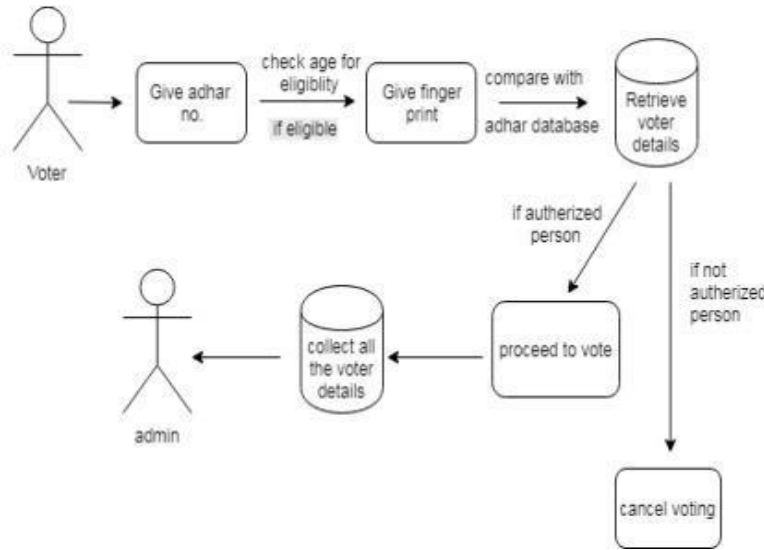 Voter
Give adhar
no.
check age for
eligiblity
if eligible
Give finger
print
compare with
adhar database
Retrieve
voter
details
if autherized
person
if not
autherized
person
proceed to vote
collect all
the voter
details
admin
cancel voting